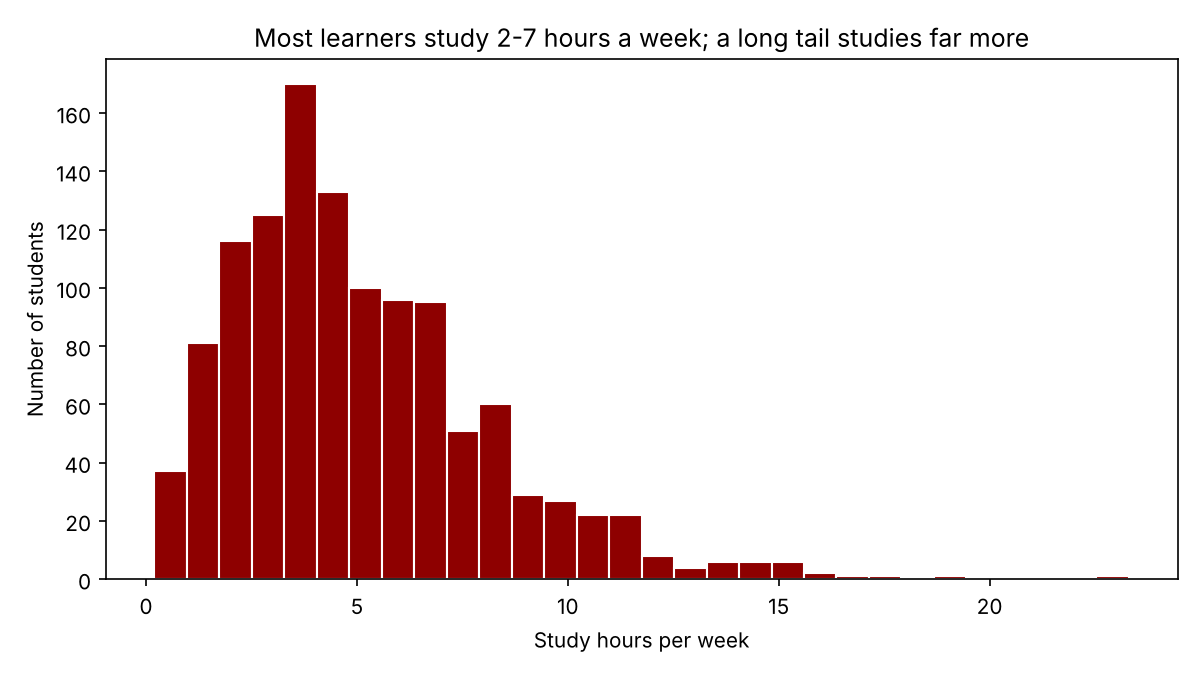 Most learners study 2-7 hours a week; a long tail studies far more
Number of students
160
140
120
100
80
60
40
20
0
0 5 10 15 20
Study hours per week